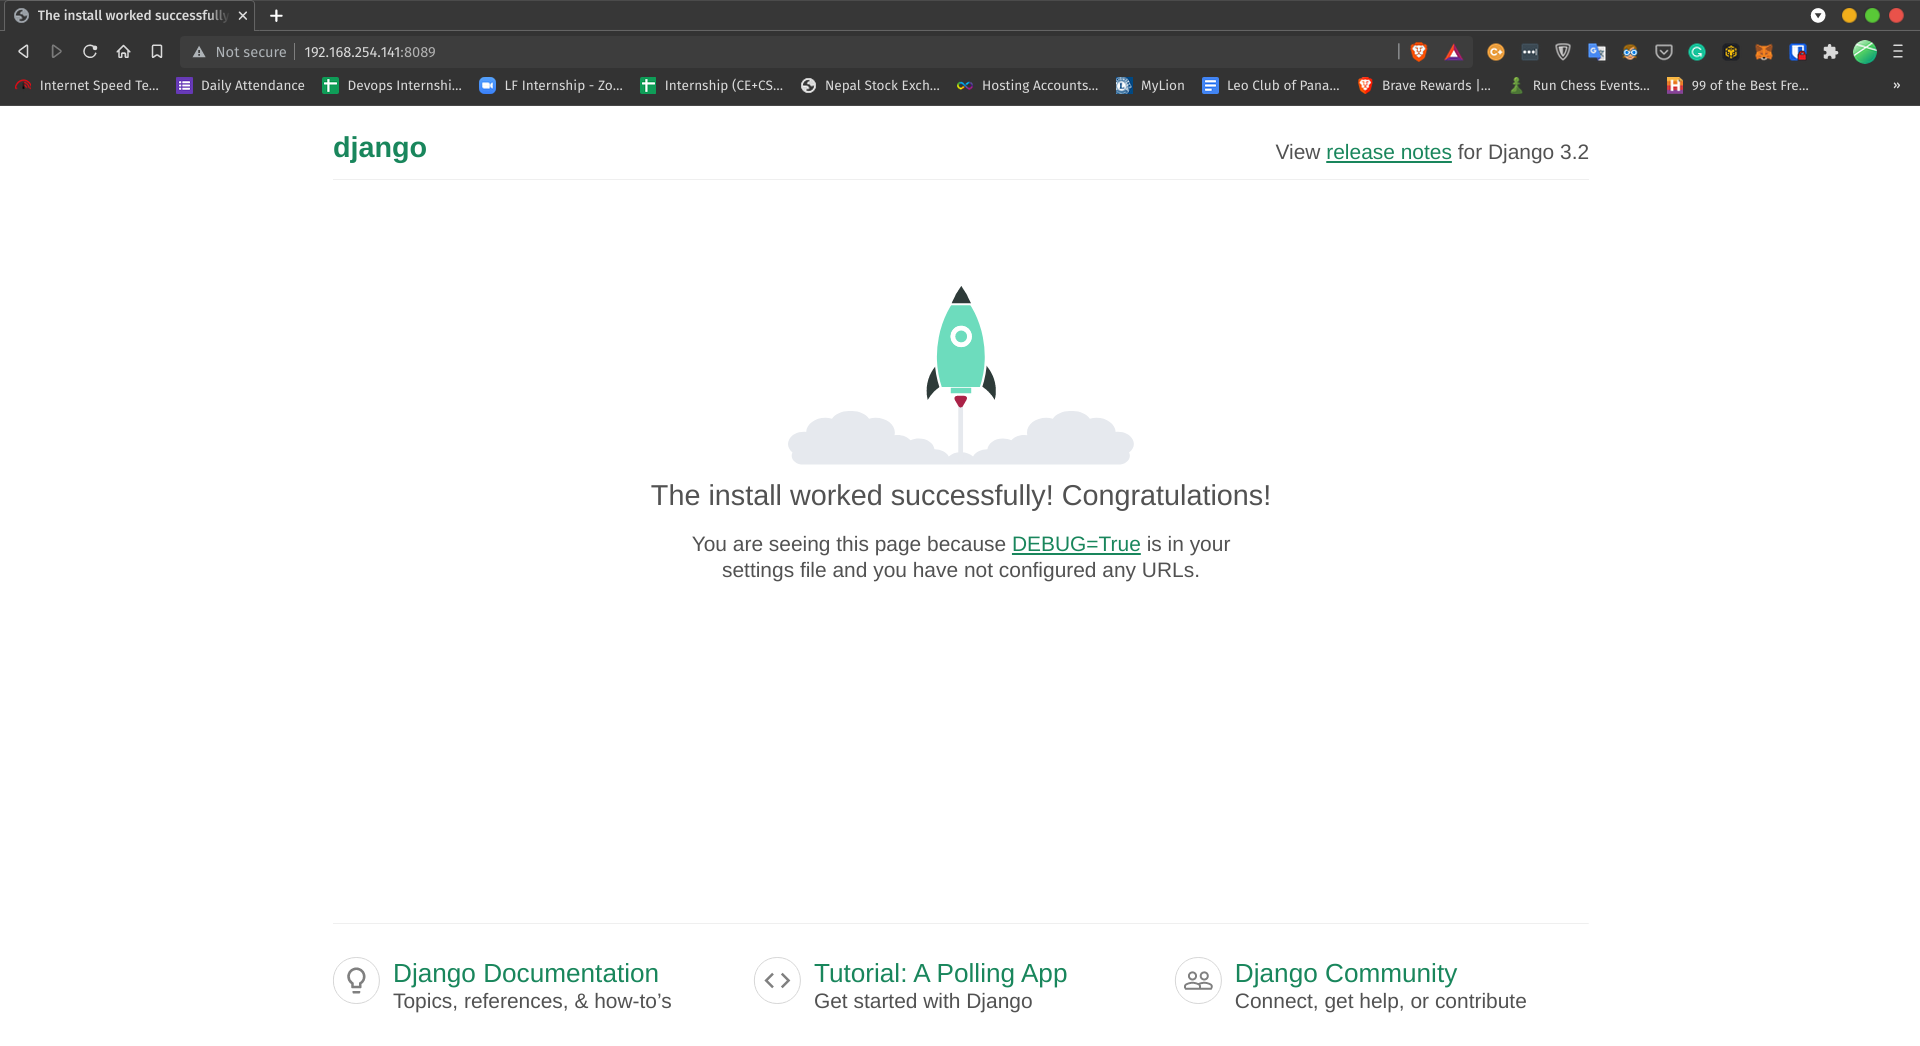 The install worked successfully
Not secure
192.168.254.141:8089
Internet Speed Te...
Daily Attendance
Devops Internshi...
LF Internship - Zo...
Internship (CE+CS...
Nepal Stock Exch...
Hosting Accounts...
MyLion
Leo Club of Pana...
Brave Rewards |...
Run Chess Events...
99 of the Best Fre...
»
django
View release notes for Django 3.2
The install worked successfully! Congratulations!
You are seeing this page because DEBUG=True is in your
settings file and you have not configured any URLs.
Django Documentation
Topics, references, & how-to’s
Tutorial: A Polling App
Get started with Django
Django Community
Connect, get help, or contribute